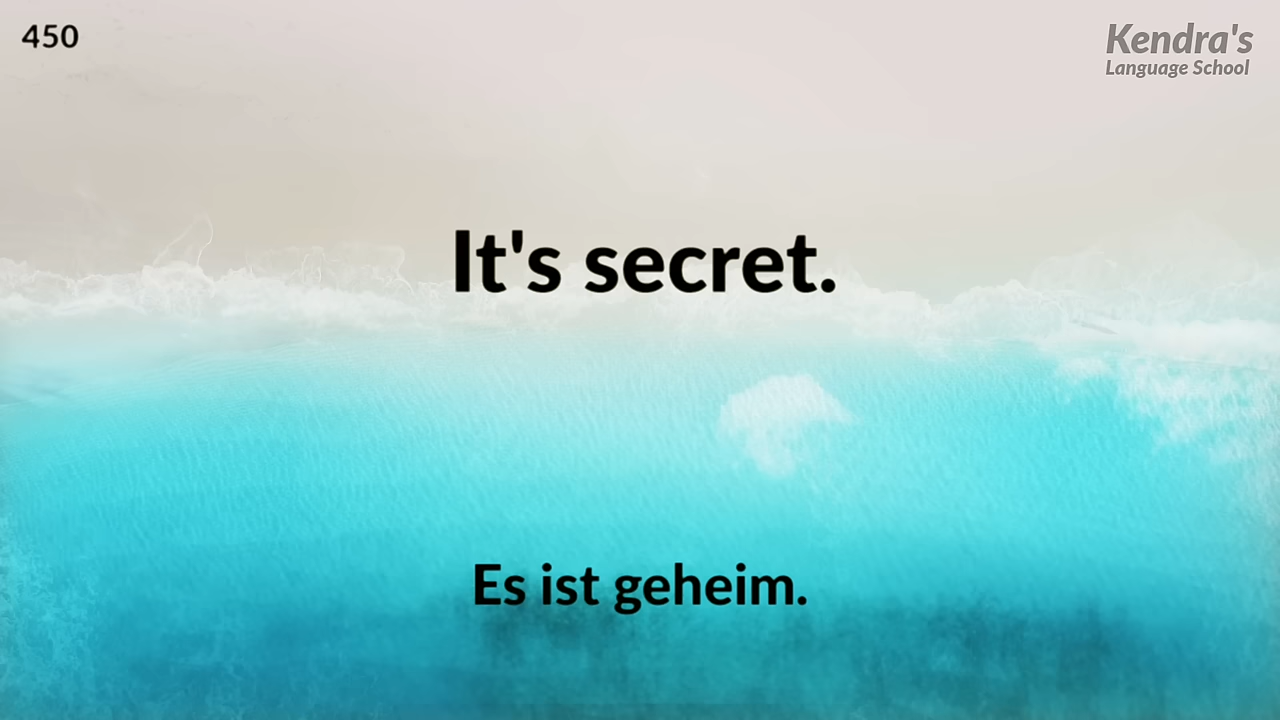 450
Kendra's
Language School
It's secret.
Es ist geheim.